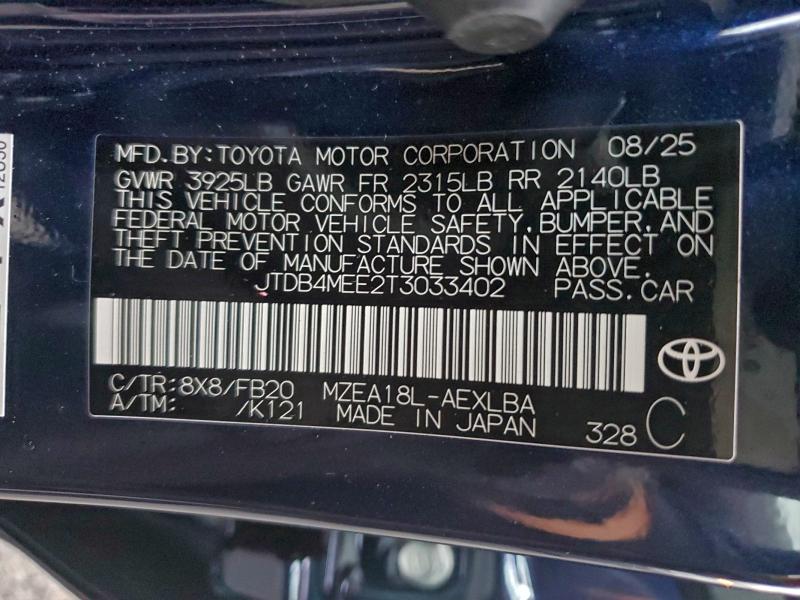 MFD.BY:TOYOTA MOTOR CORPORATION 08/25
GVWR 3925LB GAWR FR 2315LB RR 2140LB
THIS VEHICLE CONFORMS TO ALL APPLICABLE
FEDERAL MOTOR VEHICLE SAFETY, BUMPER, AND
THEFT PREVENTION STANDARDS IN EFFECT ON
THE DATE OF MANUFACTURE SHOWN ABOVE.
JTDB4MEE2T3033402 PASS.CAR
C/TR:8X8/FB20 MZEA18L-AEXLBA
A/TM: /K121 MADE IN JAPAN
328 C